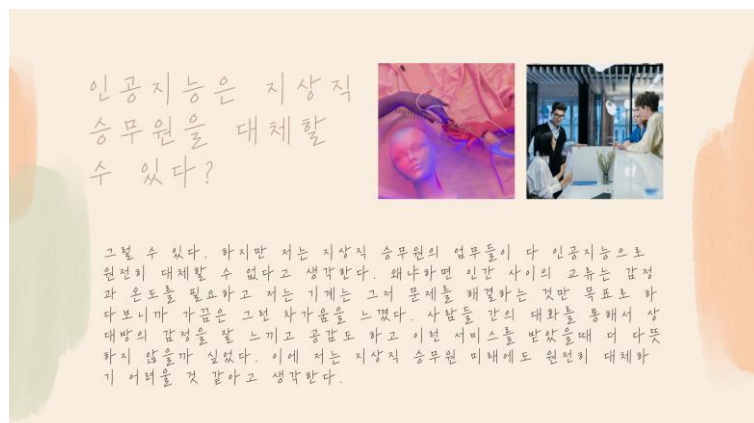 인공지능은 지상직
승무원을 대체할
수 있다?
그럴 수 있다. 하지만 저는 지상직 승무원의 업무들이 다 인공지능으로
원전히 대체할 수 없다고 생각한다. 왜냐하면 인간 사이의 교류는 감정
과 온도를 필요하고 저는 기계는 그저 문제를 해결하는 것만 목표로 하
다보니까 가끔은 그런 차가움을 느꼈다. 사람들 간의 대화를 통해서 상
대방의 감정을 잘 느끼고 공감도 하고 이런 서비스를 받았을때 더 다뜻
하지 않을까 싶었다. 이에 저는 지상직 승무원 미래에도 원전히 대체하
기 어려울 것 같아고 생각한다.